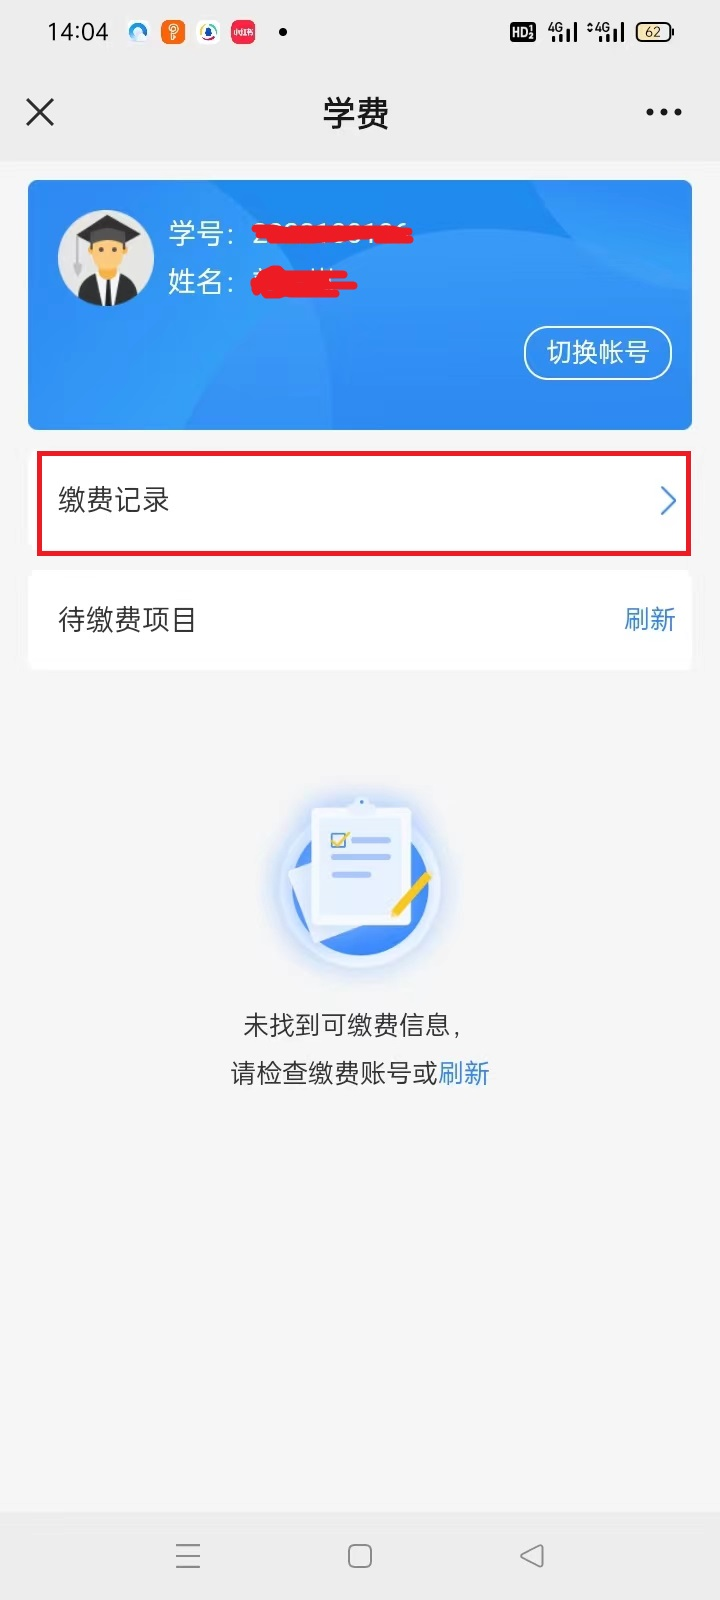 14:04
HD 4G 4G 62
学费
学号：
姓名：
切换帐号
缴费记录
待缴费项目 刷新
未找到可缴费信息，
请检查缴费账号或刷新